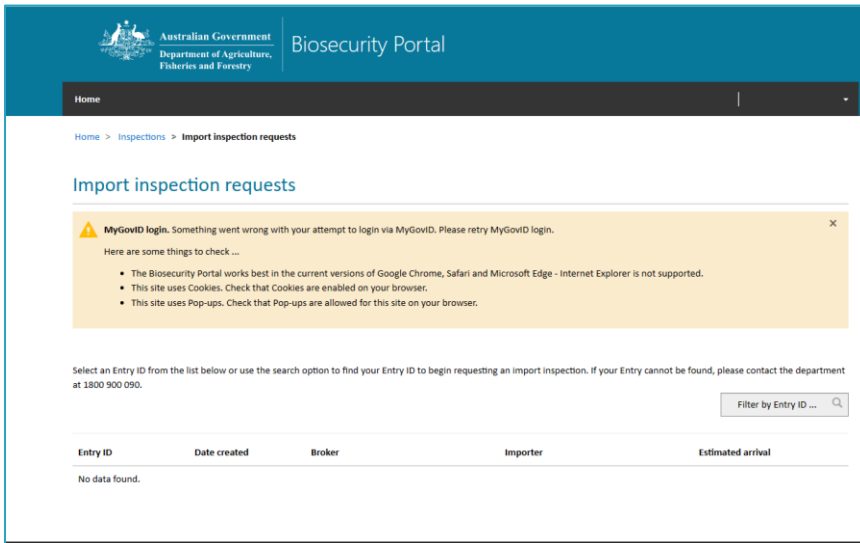 Australian Government
Department of Agriculture,
Fisheries and Forestry
Biosecurity Portal
Home
Home > Inspections > Import inspection requests
Import inspection requests
MyGovID login. Something went wrong with your attempt to login via MyGovID. Please retry MyGovID login.
Here are some things to check ...
• The Biosecurity Portal works best in the current versions of Google Chrome, Safari and Microsoft Edge - Internet Explorer is not supported.
• This site uses Cookies. Check that Cookies are enabled on your browser.
• This site uses Pop-ups. Check that Pop-ups are allowed for this site on your browser.
Select an Entry ID from the list below or use the search option to find your Entry ID to begin requesting an import inspection. If your Entry cannot be found, please contact the department
at 1800 900 090.
Filter by Entry ID ...
Entry ID Date created Broker Importer Estimated arrival
No data found.